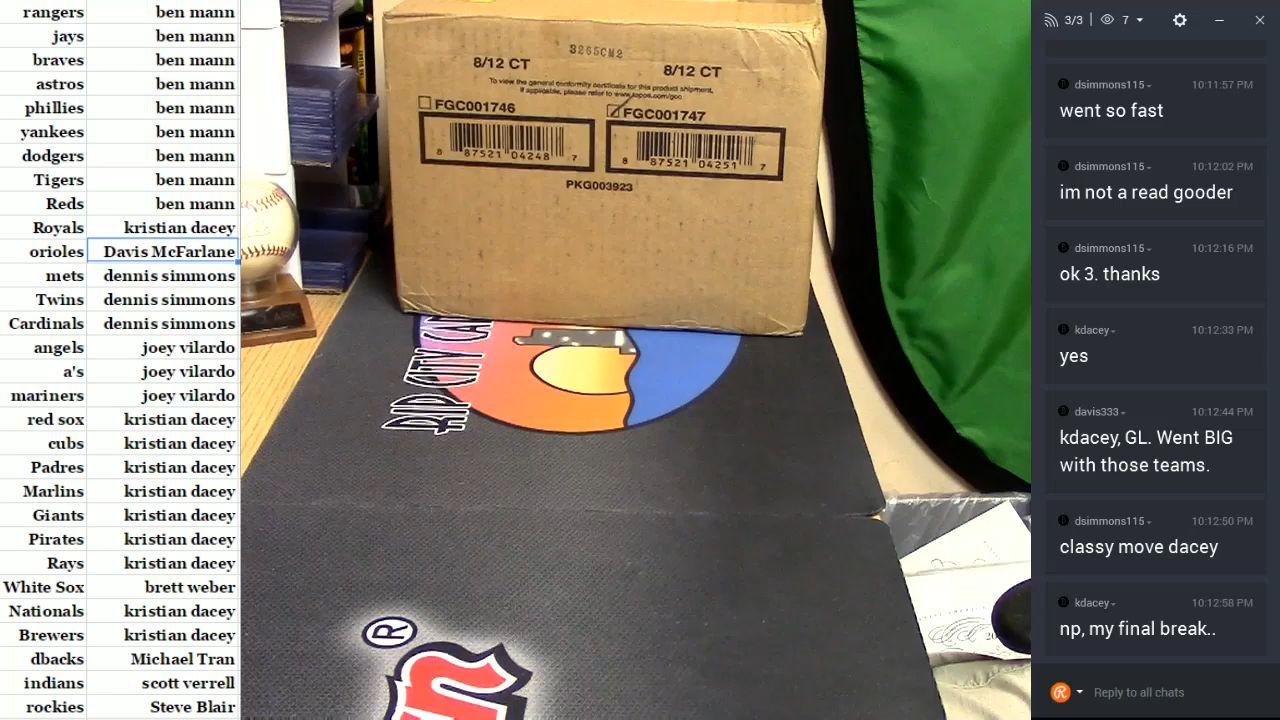 rangers ben mann
jays ben mann
braves ben mann
astros ben mann
phillies ben mann
yankees ben mann
dodgers ben mann
Tigers ben mann
Reds ben mann
Royals kristian dacey
orioles Davis McFarlane
mets dennis simmons
Twins dennis simmons
Cardinals dennis simmons
angels joey vilardo
a's joey vilardo
mariners joey vilardo
red sox kristian dacey
cubs kristian dacey
Padres kristian dacey
Marlins kristian dacey
Giants kristian dacey
Pirates kristian dacey
Rays kristian dacey
White Sox brett weber
Nationals kristian dacey
Brewers kristian dacey
dbacks Michael Tran
indians scott verrell
rockies Steve Blair
3265CN2
8/12 CT
8/12 CT
To view the general conformity certificate for this product shipment,
if applicable, please refer to www.topps.com/goo
FGC001746
FGC001747
8 87521 04248 7
8 87521 04251 7
PKG003923
RIP CITY CA
®
3/3 7
dsimmons115 10:11:57 PM
went so fast
dsimmons115 10:12:02 PM
im not a read gooder
dsimmons115 10:12:16 PM
ok 3. thanks
kdacey 10:12:33 PM
yes
davis333 10:12:44 PM
kdacey, GL. Went BIG
with those teams.
dsimmons115 10:12:50 PM
classy move dacey
kdacey 10:12:58 PM
np, my final break..
Reply to all chats